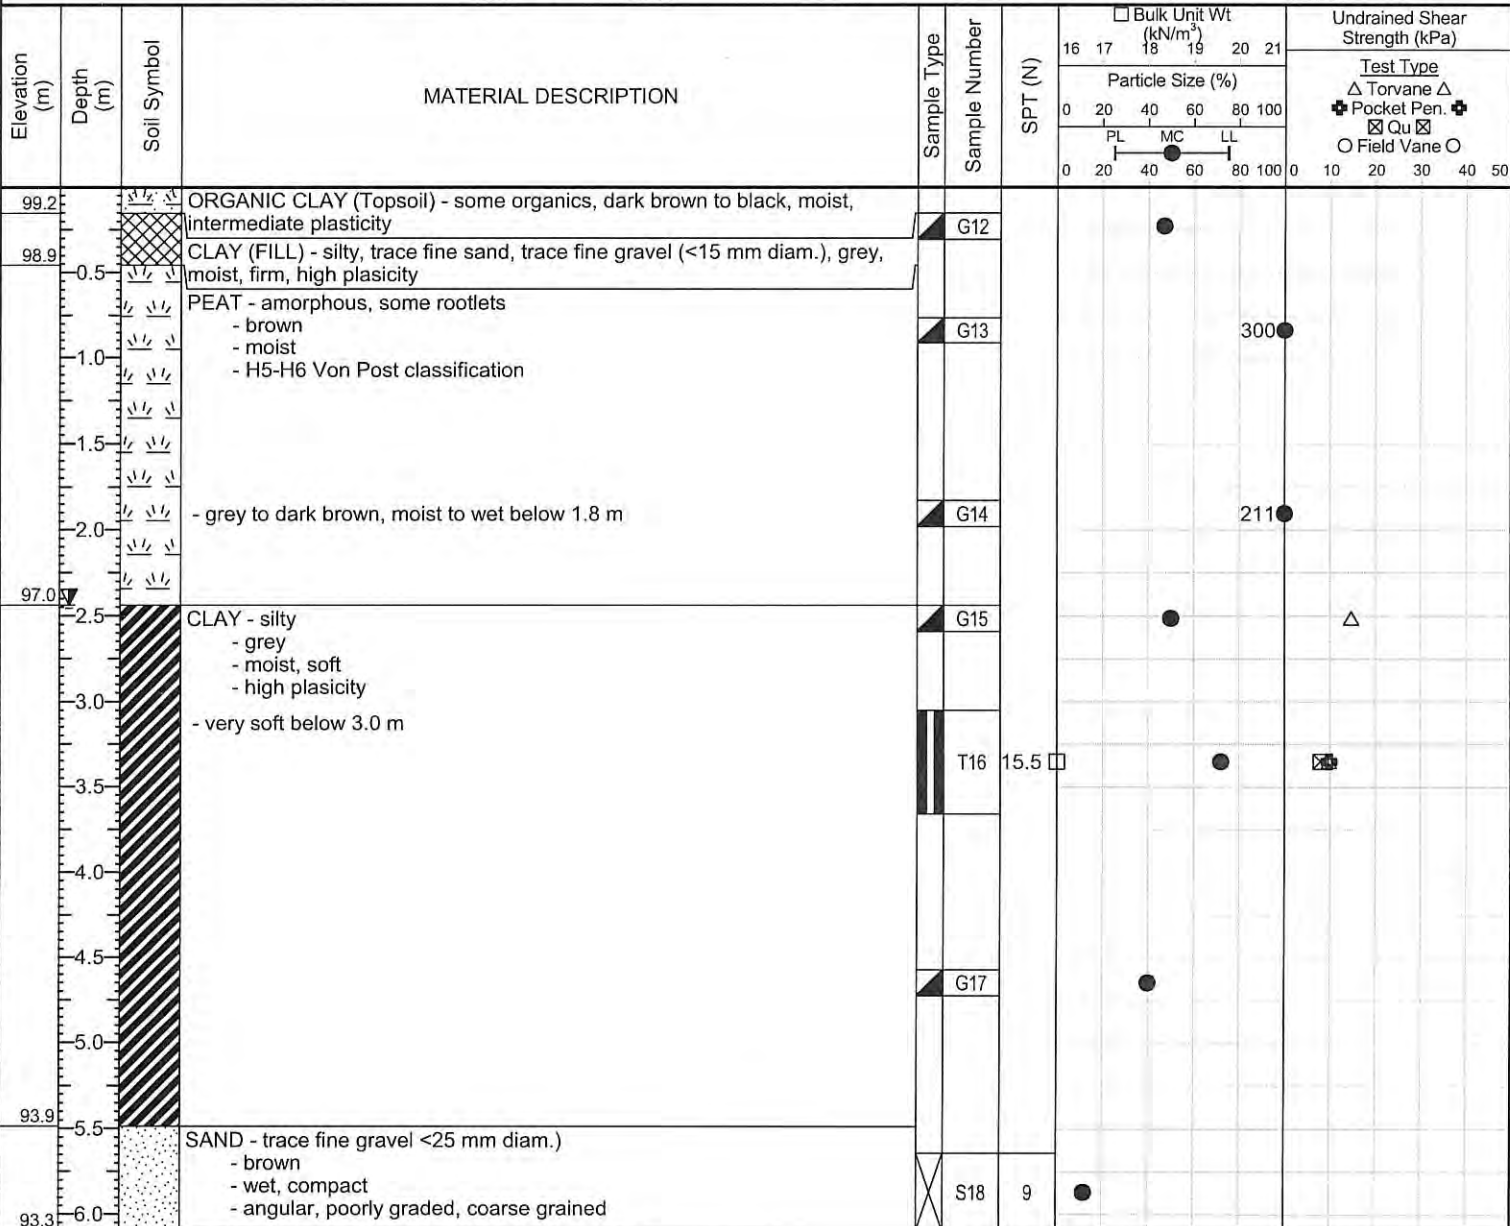 Elevation (m)
Depth (m)
Soil Symbol
MATERIAL DESCRIPTION
Sample Type
Sample Number
SPT (N)
□ Bulk Unit Wt
(kN/m³)
16 17 18 19 20 21
Particle Size (%)
0 20 40 60 80 100
PL MC LL
0 20 40 60 80 100
Undrained Shear
Strength (kPa)
Test Type
△ Torvane △
Pocket Pen.
☒ Qu ☒
○ Field Vane ○
0 10 20 30 40 50
99.2
ORGANIC CLAY (Topsoil) - some organics, dark brown to black, moist,
intermediate plasticity
G12
98.9
CLAY (FILL) - silty, trace fine sand, trace fine gravel (<15 mm diam.), grey,
-0.5
moist, firm, high plasicity
PEAT - amorphous, some rootlets
- brown
G13
300
- moist
-1.0
- H5-H6 Von Post classification
-1.5
- grey to dark brown, moist to wet below 1.8 m
G14
211
-2.0
97.0
-2.5
CLAY - silty
G15
- grey
- moist, soft
- high plasicity
-3.0
- very soft below 3.0 m
T16
15.5
-3.5
-4.0
-4.5
G17
-5.0
93.9
-5.5
SAND - trace fine gravel <25 mm diam.)
- brown
- wet, compact
S18
9
- angular, poorly graded, coarse grained
-6.0
93.3